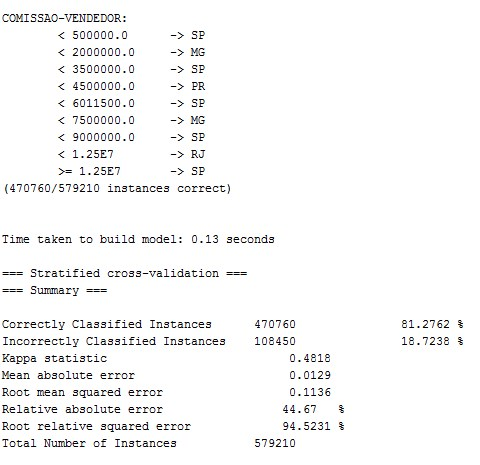 COMISSAO-VENDEDOR:
< 500000.0 -> SP
< 2000000.0 -> MG
< 3500000.0 -> SP
< 4500000.0 -> PR
< 6011500.0 -> SP
< 7500000.0 -> MG
< 9000000.0 -> SP
< 1.25E7 -> RJ
>= 1.25E7 -> SP
(470760/579210 instances correct)
Time taken to build model: 0.13 seconds
=== Stratified cross-validation ===
=== Summary ===
Correctly Classified Instances 470760 81.2762 %
Incorrectly Classified Instances 108450 18.7238 %
Kappa statistic 0.4818
Mean absolute error 0.0129
Root mean squared error 0.1136
Relative absolute error 44.67 %
Root relative squared error 94.5231 %
Total Number of Instances 579210